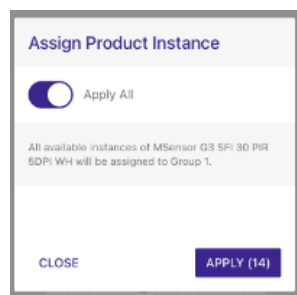 Assign Product Instance
Apply All
All available instances of MSensor G3 SFI 30 PIR
5DPI WH will be assigned to Group 1.
CLOSE
APPLY (14)